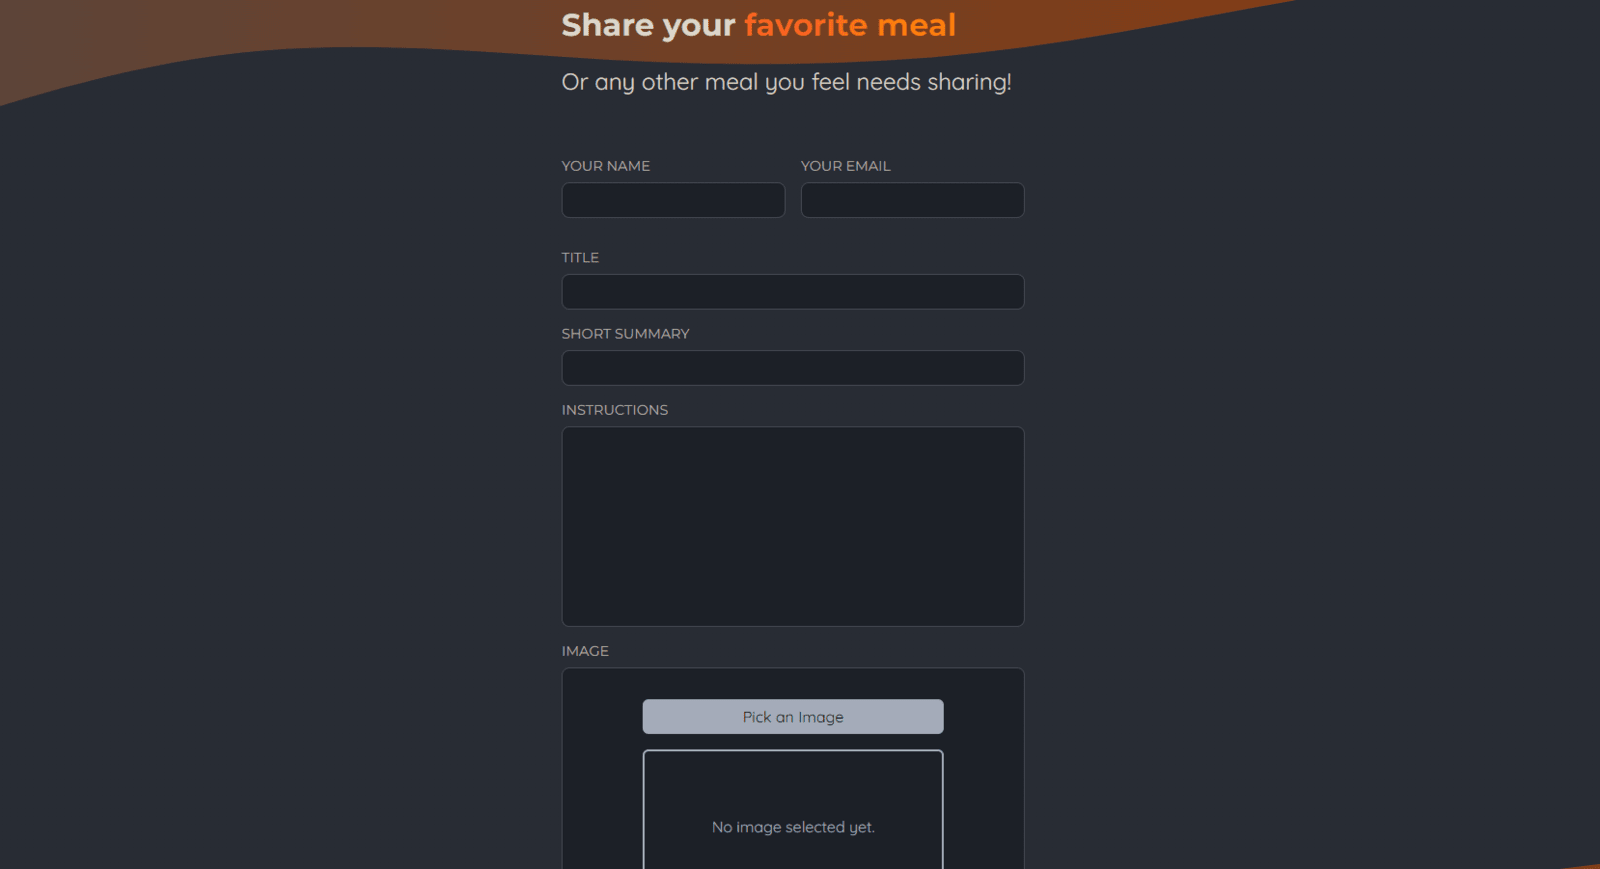 Share your favorite meal
Or any other meal you feel needs sharing!
YOUR NAME
YOUR EMAIL
TITLE
SHORT SUMMARY
INSTRUCTIONS
IMAGE
Pick an Image
No image selected yet.